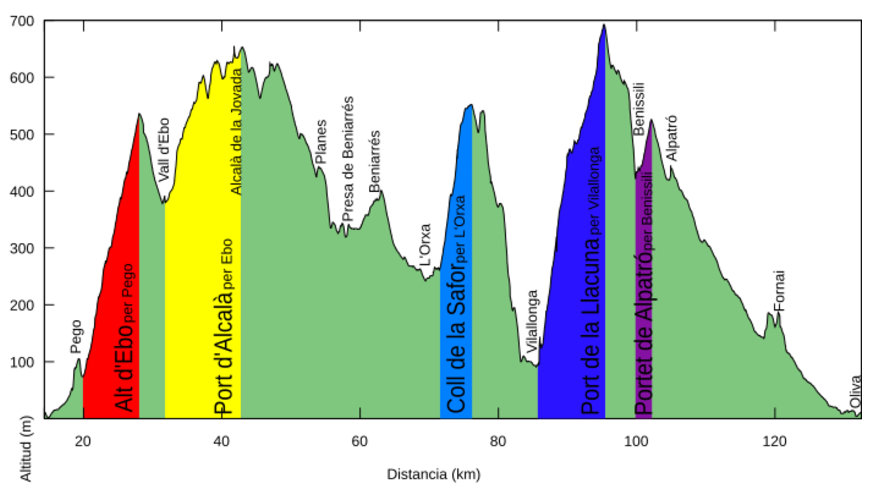 700
600
500
400
300
200
100
Altitud (m)
20
40
60
80
100
120
Distancia (km)
Pego
Alt d'Ebo per Pego
Vall d'Ebo
Port d'Alcalà per Ebo
Alcalà de la Jovada
Planes
Presa de Beniarrés
Beniarrés
L'Orxa
Coll de la Safor per L'Orxa
Vilallonga
Port de la Llacuna per Vilallonga
Benissili
Portet de Alpatró per Benissili
Alpatró
Fornai
Oliva